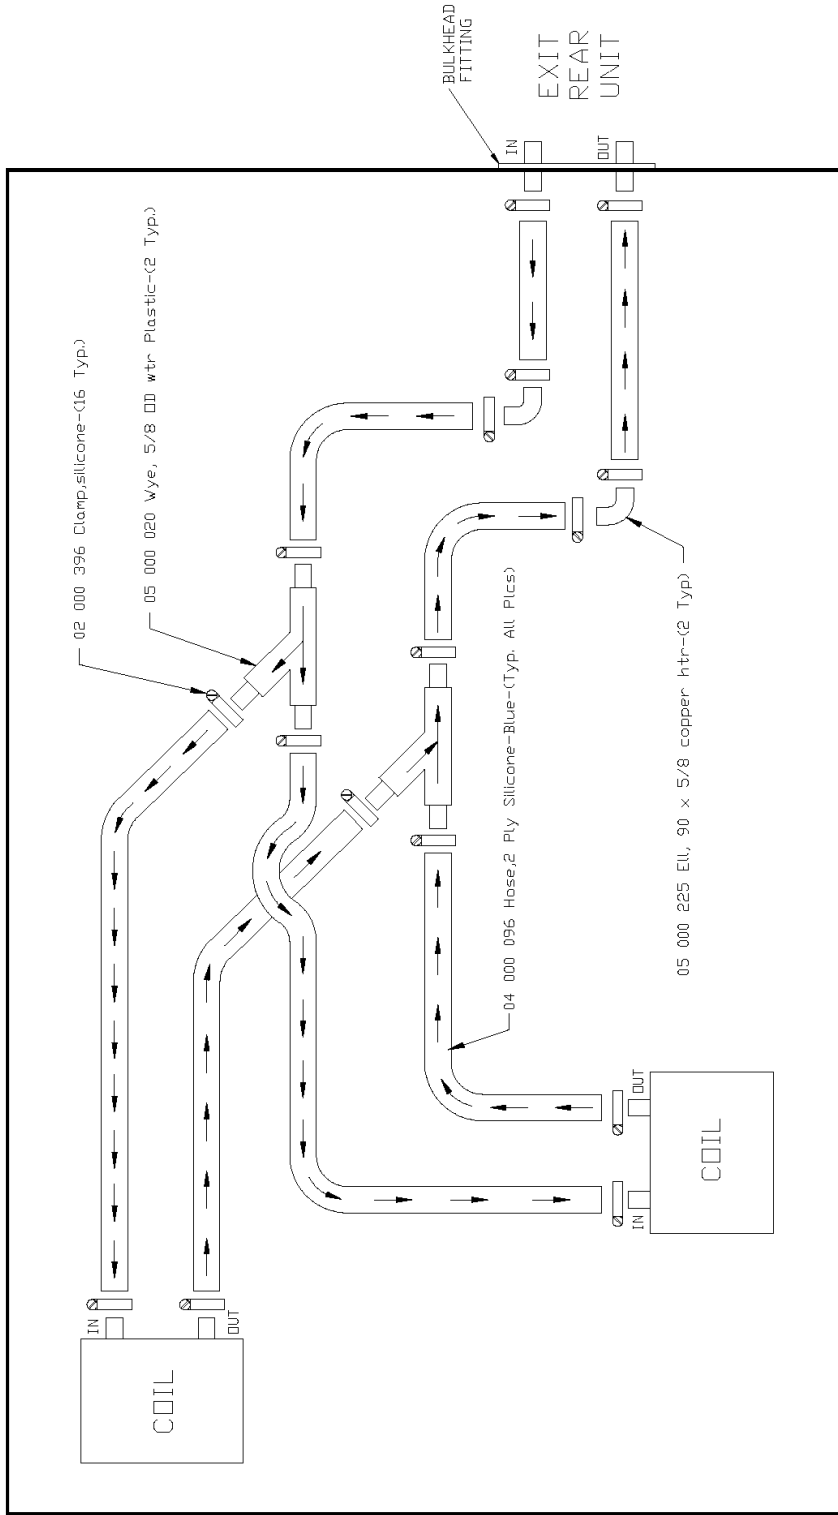 BULKHEAD
FITTING
EXIT
REAR
UNIT
IN
OUT
02 000 396 Clamp,silicone-(16 Typ.)
05 000 020 Wye, 5/8 OD wtr Plastic-(2 Typ.)
04 000 096 Hose,2 Ply Silicone-Blue-(Typ. All Plcs)
05 000 225 Ell, 90 x 5/8 copper htr-(2 Typ)
IN
OUT
COIL
IN
OUT
COIL